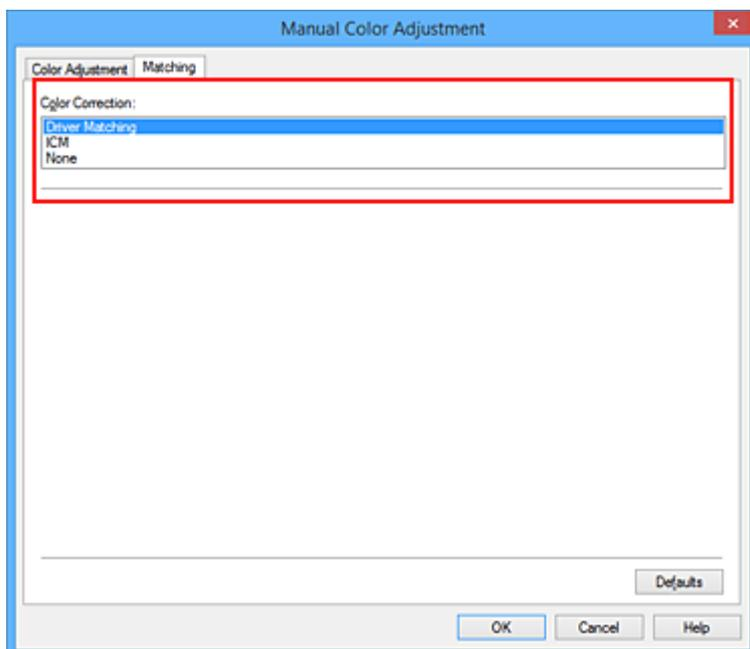 Manual Color Adjustment
Color Adjustment Matching
Color Correction:
Driver Matching
ICM
None
Defaults
OK Cancel Help